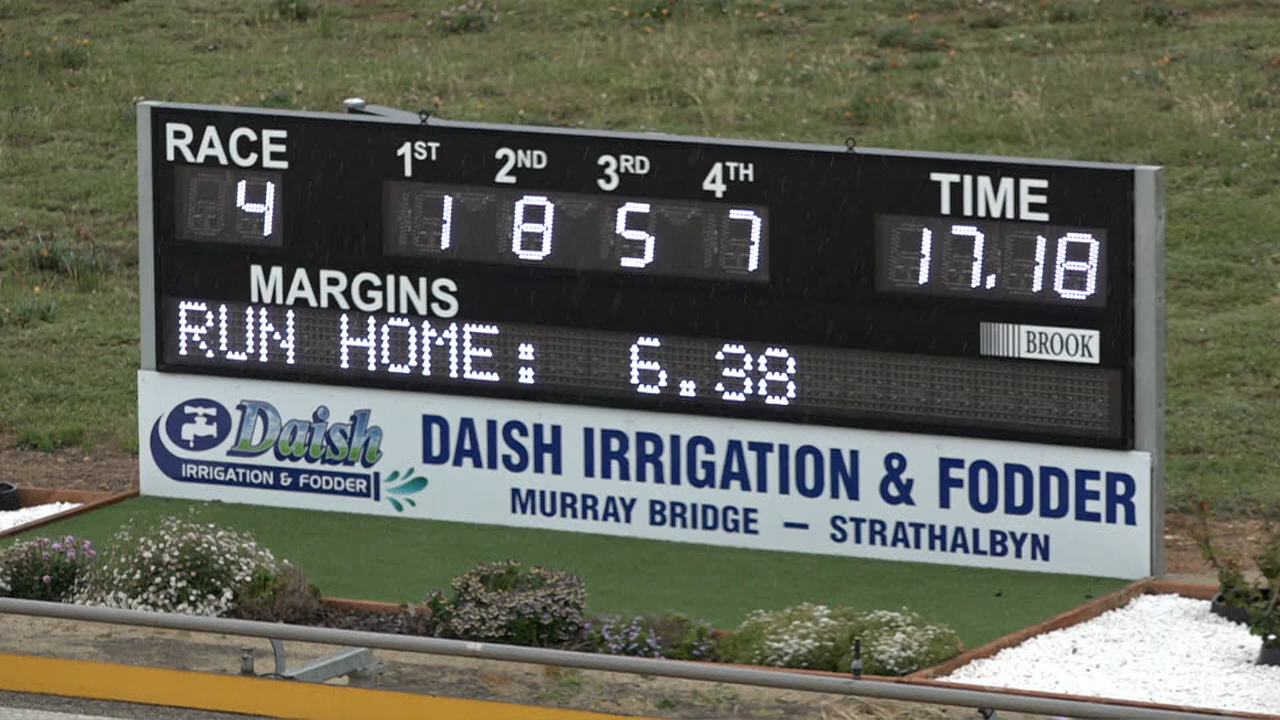 RACE 1ST 2ND 3RD 4TH TIME
4 1 8 5 7 17.18
MARGINS
RUN HOME: 6.38
BROOK
Daish
IRRIGATION & FODDER
DAISH IRRIGATION & FODDER
MURRAY BRIDGE – STRATHALBYN